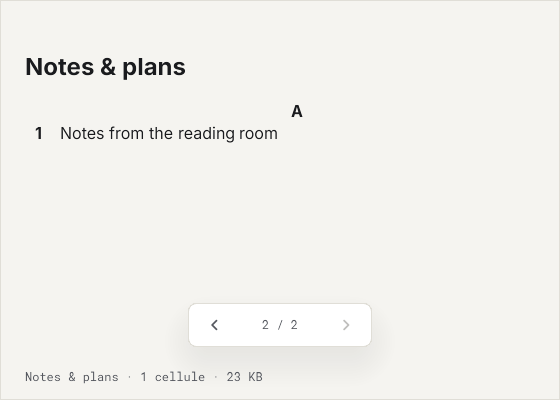 Notes & plans
A
1 Notes from the reading room
2 / 2
Notes & plans · 1 cellule · 23 KB